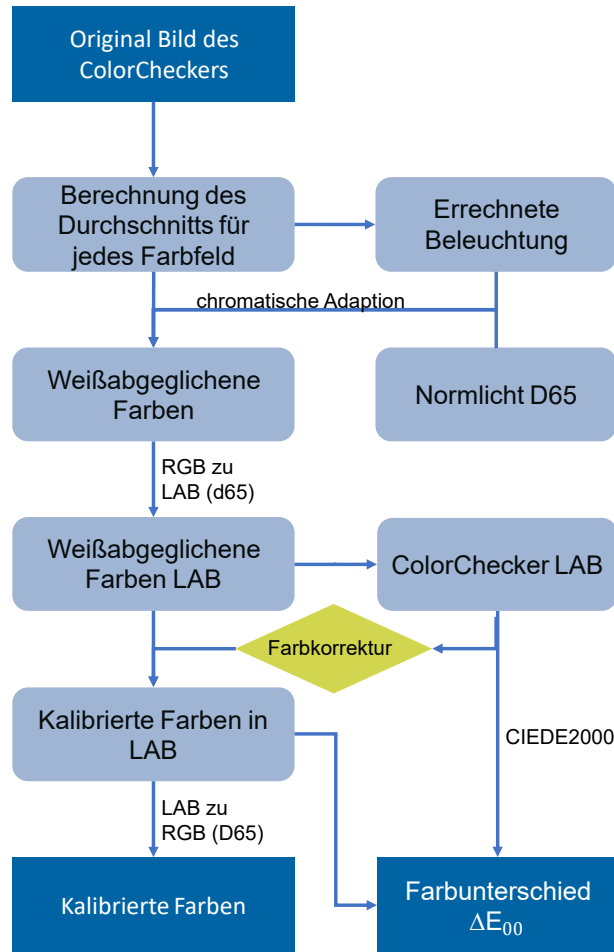 Original Bild des
ColorCheckers
Berechnung des
Durchschnitts für
jedes Farbfeld
Errechnete
Beleuchtung
chromatische Adaption
Weißabgeglichene
Farben
Normlicht D65
RGB zu
LAB (d65)
Weißabgeglichene
Farben LAB
ColorChecker LAB
Farbkorrektur
Kalibrierte Farben in
LAB
CIEDE2000
LAB zu
RGB (D65)
Kalibrierte Farben
Farbunterschied
ΔE₀₀